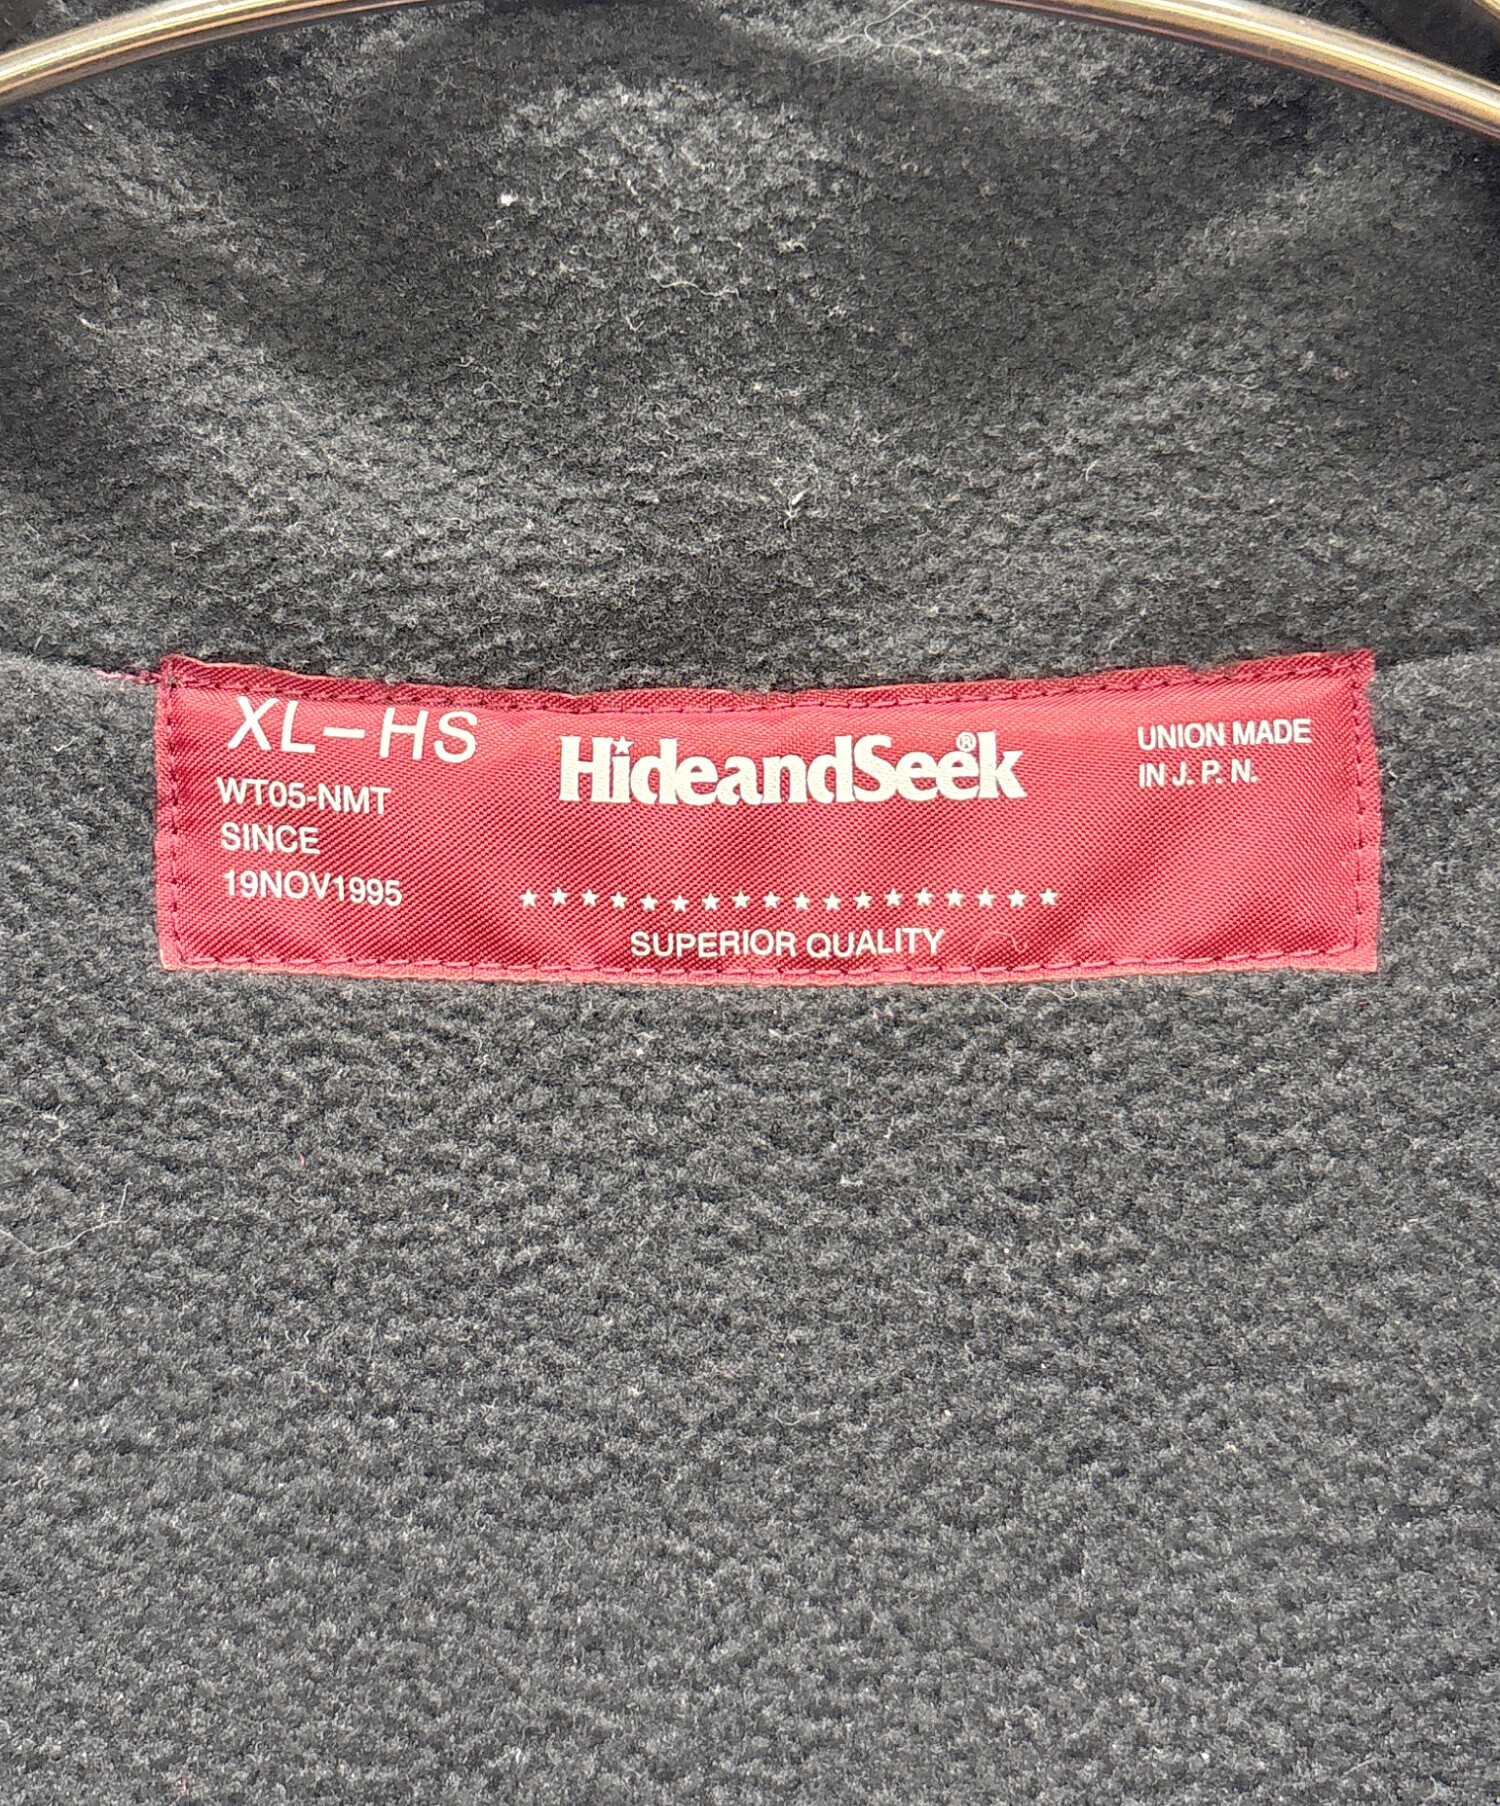 XL-HS
WT05-NMT
SINCE
19NOV1995
HideandSeek®
★★★★★★★★★★★★★★★★★★
SUPERIOR QUALITY
UNION MADE
IN J. P. N.